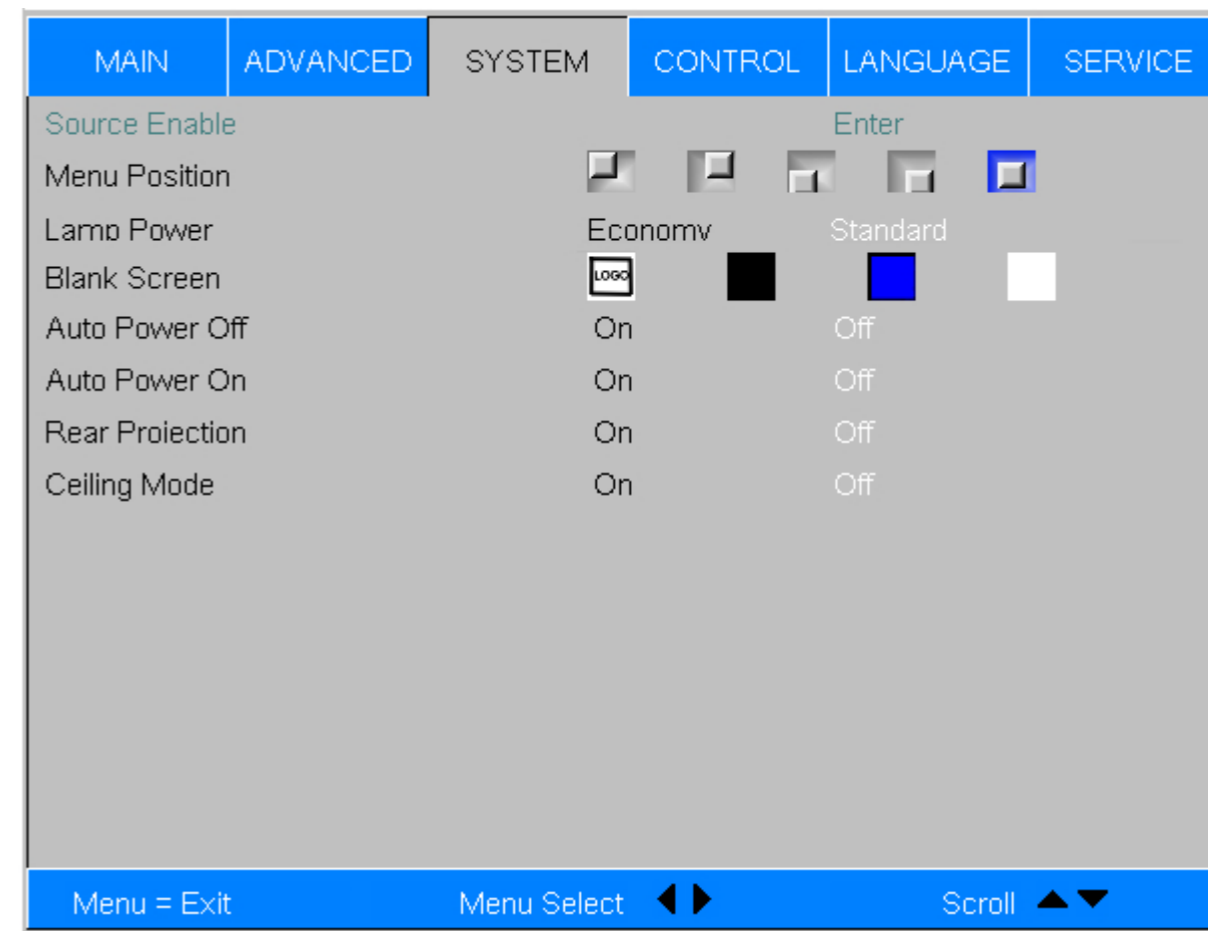 MAIN ADVANCED SYSTEM CONTROL LANGUAGE SERVICE
Source Enable Enter
Menu Position
Lamp Power Economy Standard
Blank Screen LOGO
Auto Power Off On Off
Auto Power On On Off
Rear Projection On Off
Ceiling Mode On Off
Menu = Exit Menu Select Scroll